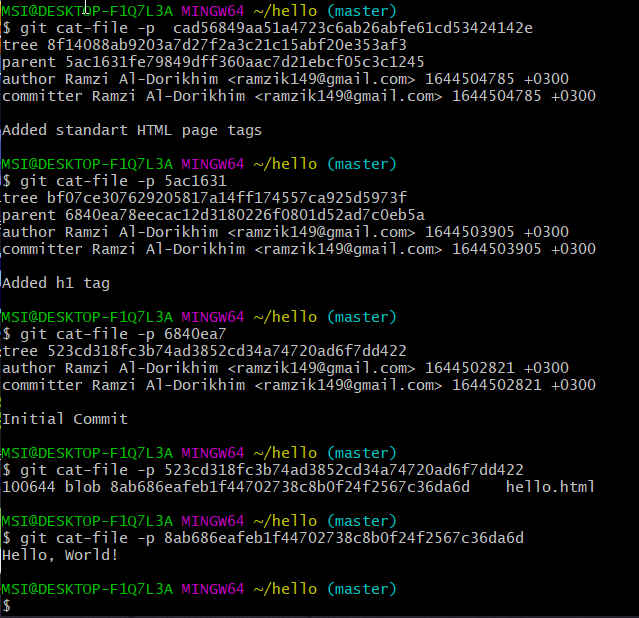 MSI@DESKTOP-F1Q7L3A MINGW64 ~/hello (master)
$ git cat-file -p  cad56849aa51a4723c6ab26abfe61cd53424142e
tree 8f14088ab9203a7d27f2a3c21c15abf20e353af3
parent 5ac1631fe79849dff360aac7d21ebcf05c3c1245
author Ramzi Al-Dorikhim <ramzik149@gmail.com> 1644504785 +0300
committer Ramzi Al-Dorikhim <ramzik149@gmail.com> 1644504785 +0300
Added standart HTML page tags
MSI@DESKTOP-F1Q7L3A MINGW64 ~/hello (master)
$ git cat-file -p 5ac1631
tree bf07ce307629205817a14ff174557ca925d5973f
parent 6840ea78eecac12d3180226f0801d52ad7c0eb5a
author Ramzi Al-Dorikhim <ramzik149@gmail.com> 1644503905 +0300
committer Ramzi Al-Dorikhim <ramzik149@gmail.com> 1644503905 +0300
Added h1 tag
MSI@DESKTOP-F1Q7L3A MINGW64 ~/hello (master)
$ git cat-file -p 6840ea7
tree 523cd318fc3b74ad3852cd34a74720ad6f7dd422
author Ramzi Al-Dorikhim <ramzik149@gmail.com> 1644502821 +0300
committer Ramzi Al-Dorikhim <ramzik149@gmail.com> 1644502821 +0300
Initial Commit
MSI@DESKTOP-F1Q7L3A MINGW64 ~/hello (master)
$ git cat-file -p 523cd318fc3b74ad3852cd34a74720ad6f7dd422
100644 blob 8ab686eafeb1f44702738c8b0f24f2567c36da6d    hello.html
MSI@DESKTOP-F1Q7L3A MINGW64 ~/hello (master)
$ git cat-file -p 8ab686eafeb1f44702738c8b0f24f2567c36da6d
Hello, World!
MSI@DESKTOP-F1Q7L3A MINGW64 ~/hello (master)
$